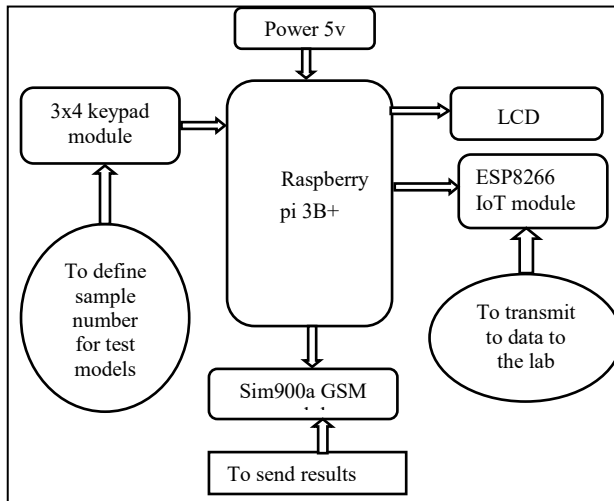 Power 5v
3x4 keypad
module
Raspberry
pi 3B+
LCD
ESP8266
IoT module
To define
sample
number
for test
models
To transmit
to data to
the lab
Sim900a GSM
To send results